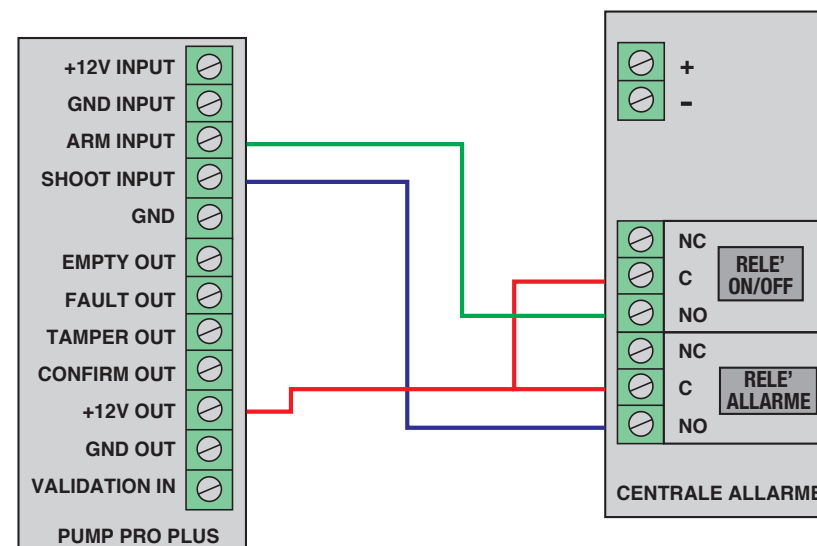 +12V INPUT
GND INPUT
ARM INPUT
SHOOT INPUT
GND
EMPTY OUT
FAULT OUT
TAMPER OUT
CONFIRM OUT
+12V OUT
GND OUT
VALIDATION IN
PUMP PRO PLUS
+
-
NC
C
NO
RELE'
ON/OFF
NC
C
NO
RELE'
ALLARME
CENTRALE ALLARME